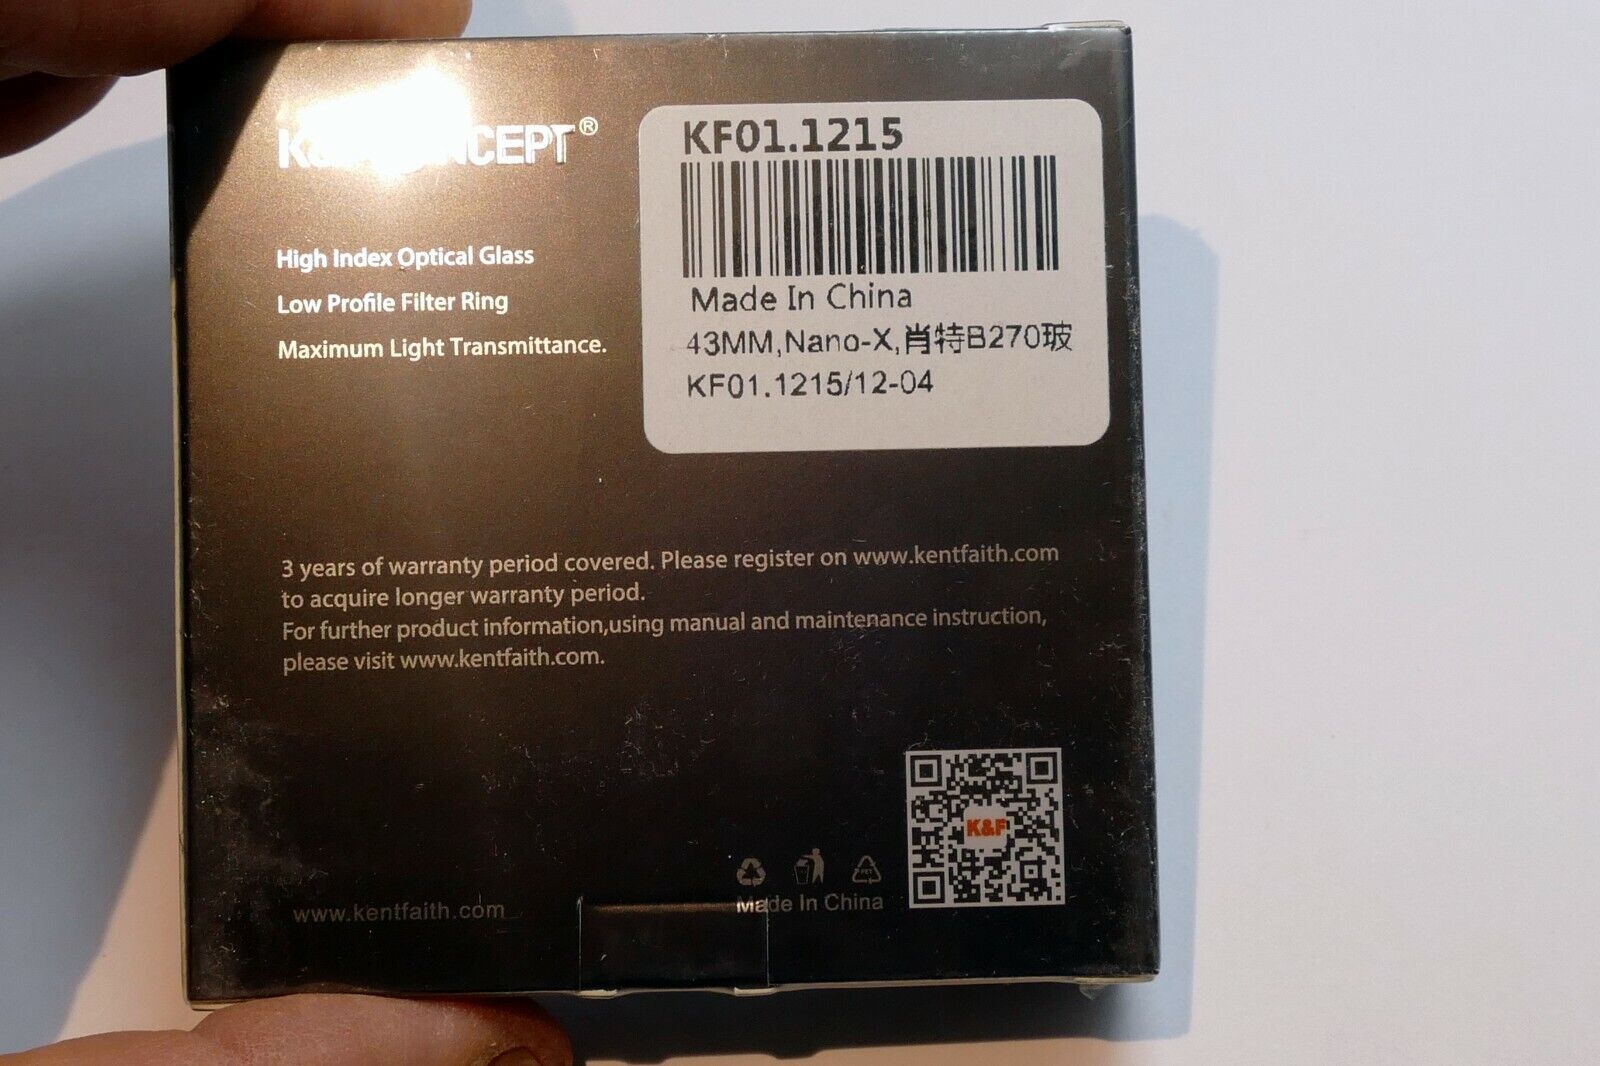 CEPT®
High Index Optical Glass
Low Profile Filter Ring
Maximum Light Transmittance.
KF01.1215
Made In China
43MM,Nano-X,肖特B270玻
KF01.1215/12-04
3 years of warranty period covered. Please register on www.kentfaith.com
to acquire longer warranty period.
For further product information,using manual and maintenance instruction,
please visit www.kentfaith.com.
K&F
PET
www.kentfaith.com
Made In China